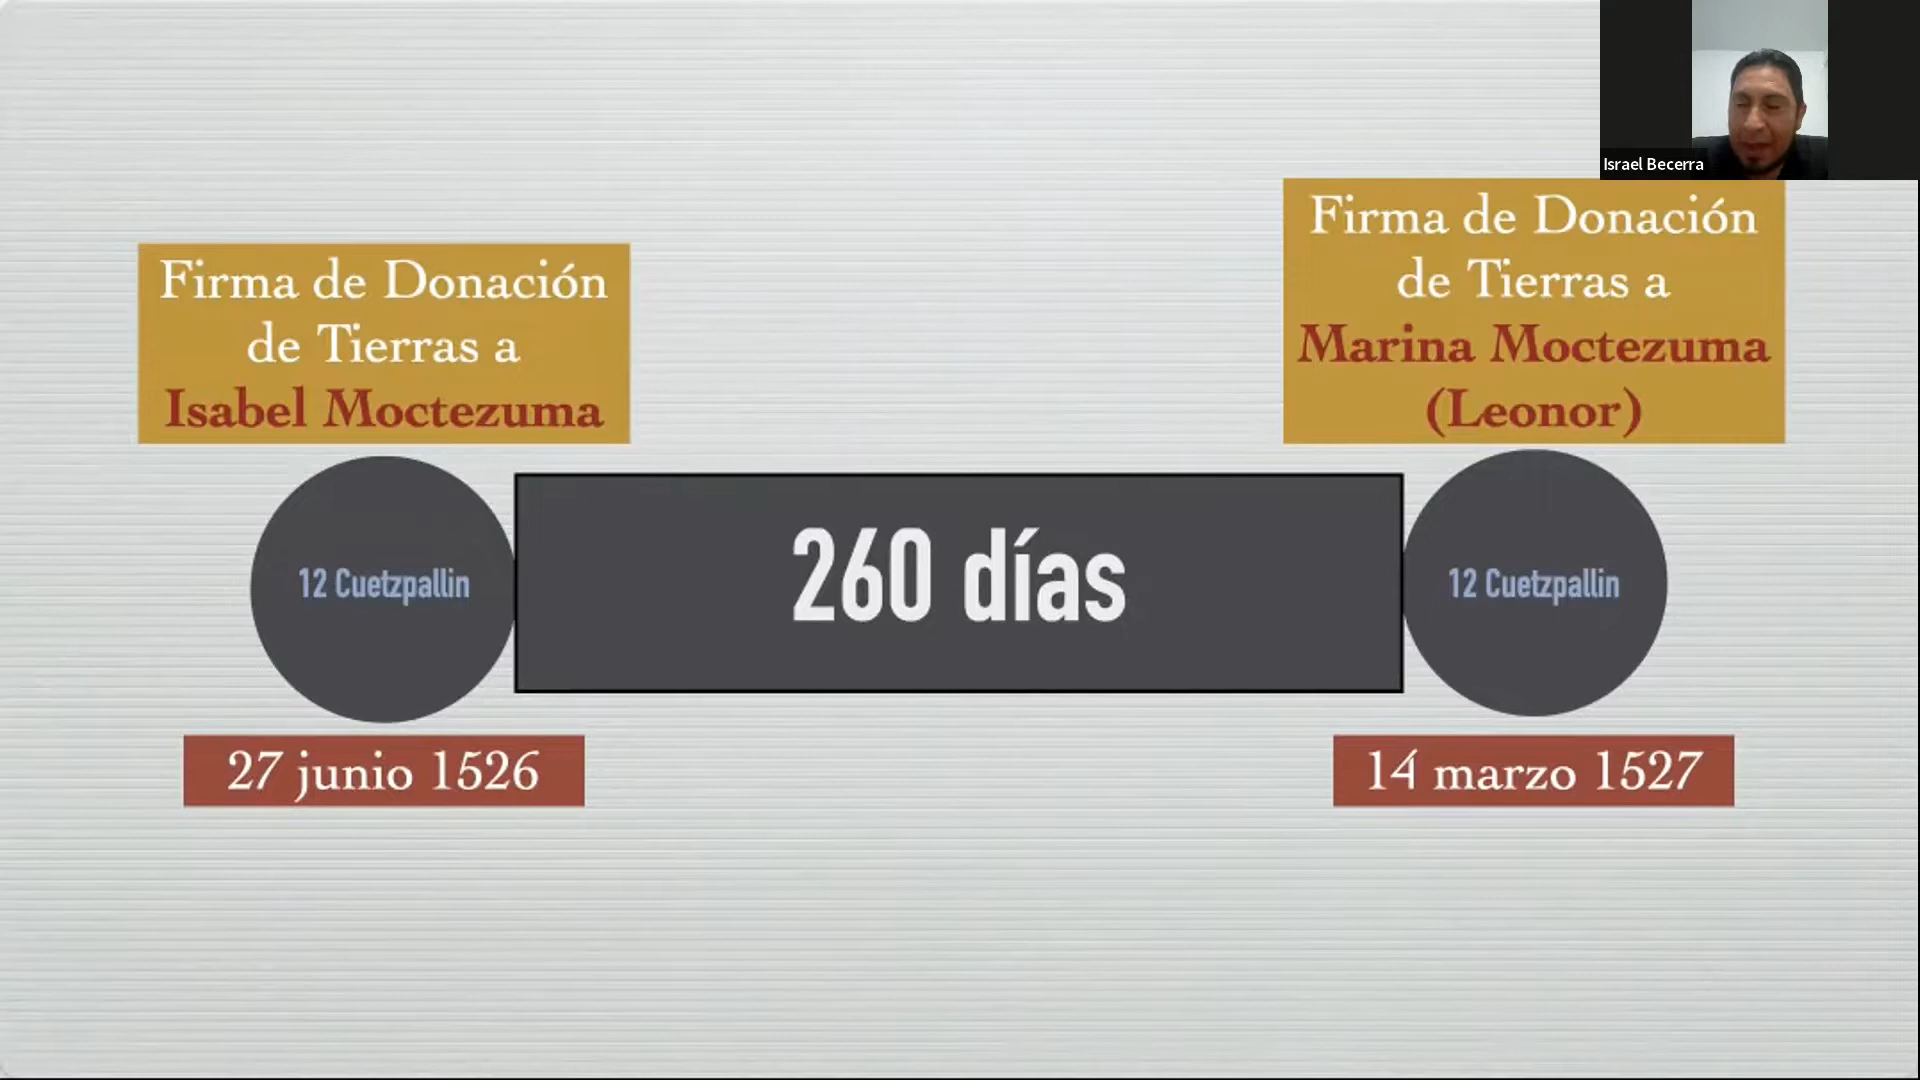 Israel Becerra
Firma de Donación
de Tierras a
Isabel Moctezuma
Firma de Donación
de Tierras a
Marina Moctezuma
(Leonor)
12 Cuetzpallin
260 días
12 Cuetzpallin
27 junio 1526
14 marzo 1527